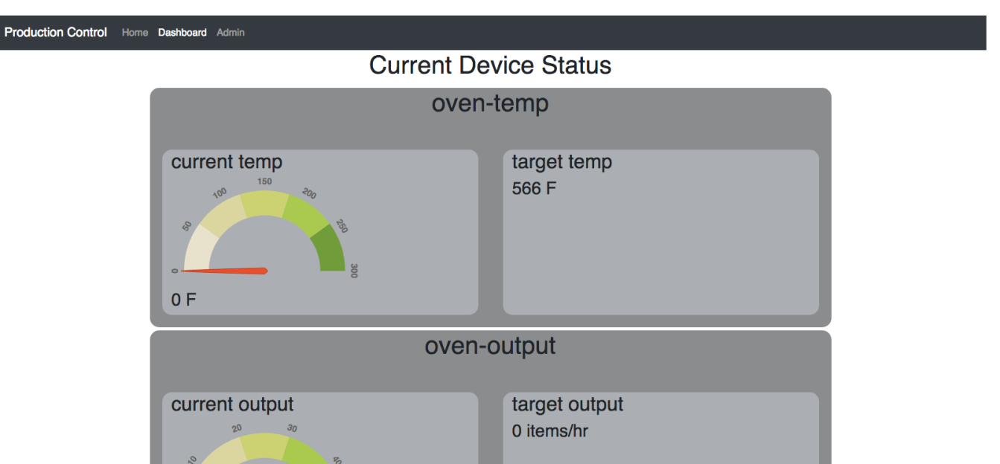 Production Control Home Dashboard Admin
Current Device Status
oven-temp
current temp
0
50
100
150
200
250
300
0 F
target temp
566 F
oven-output
current output
10
20
30
40
target output
0 items/hr